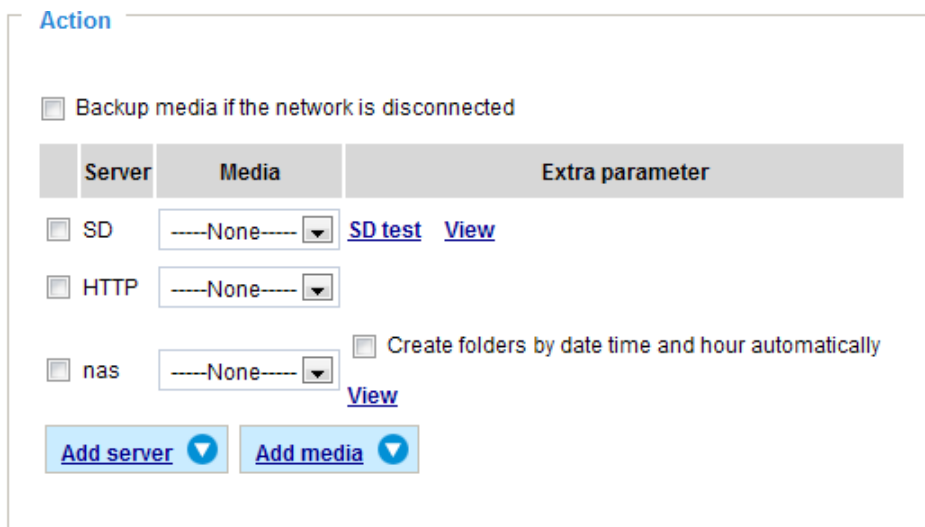 Action
Backup media if the network is disconnected
Server Media Extra parameter
SD -----None----- SD test View
HTTP -----None-----
nas -----None----- Create folders by date time and hour automatically
View
Add server Add media